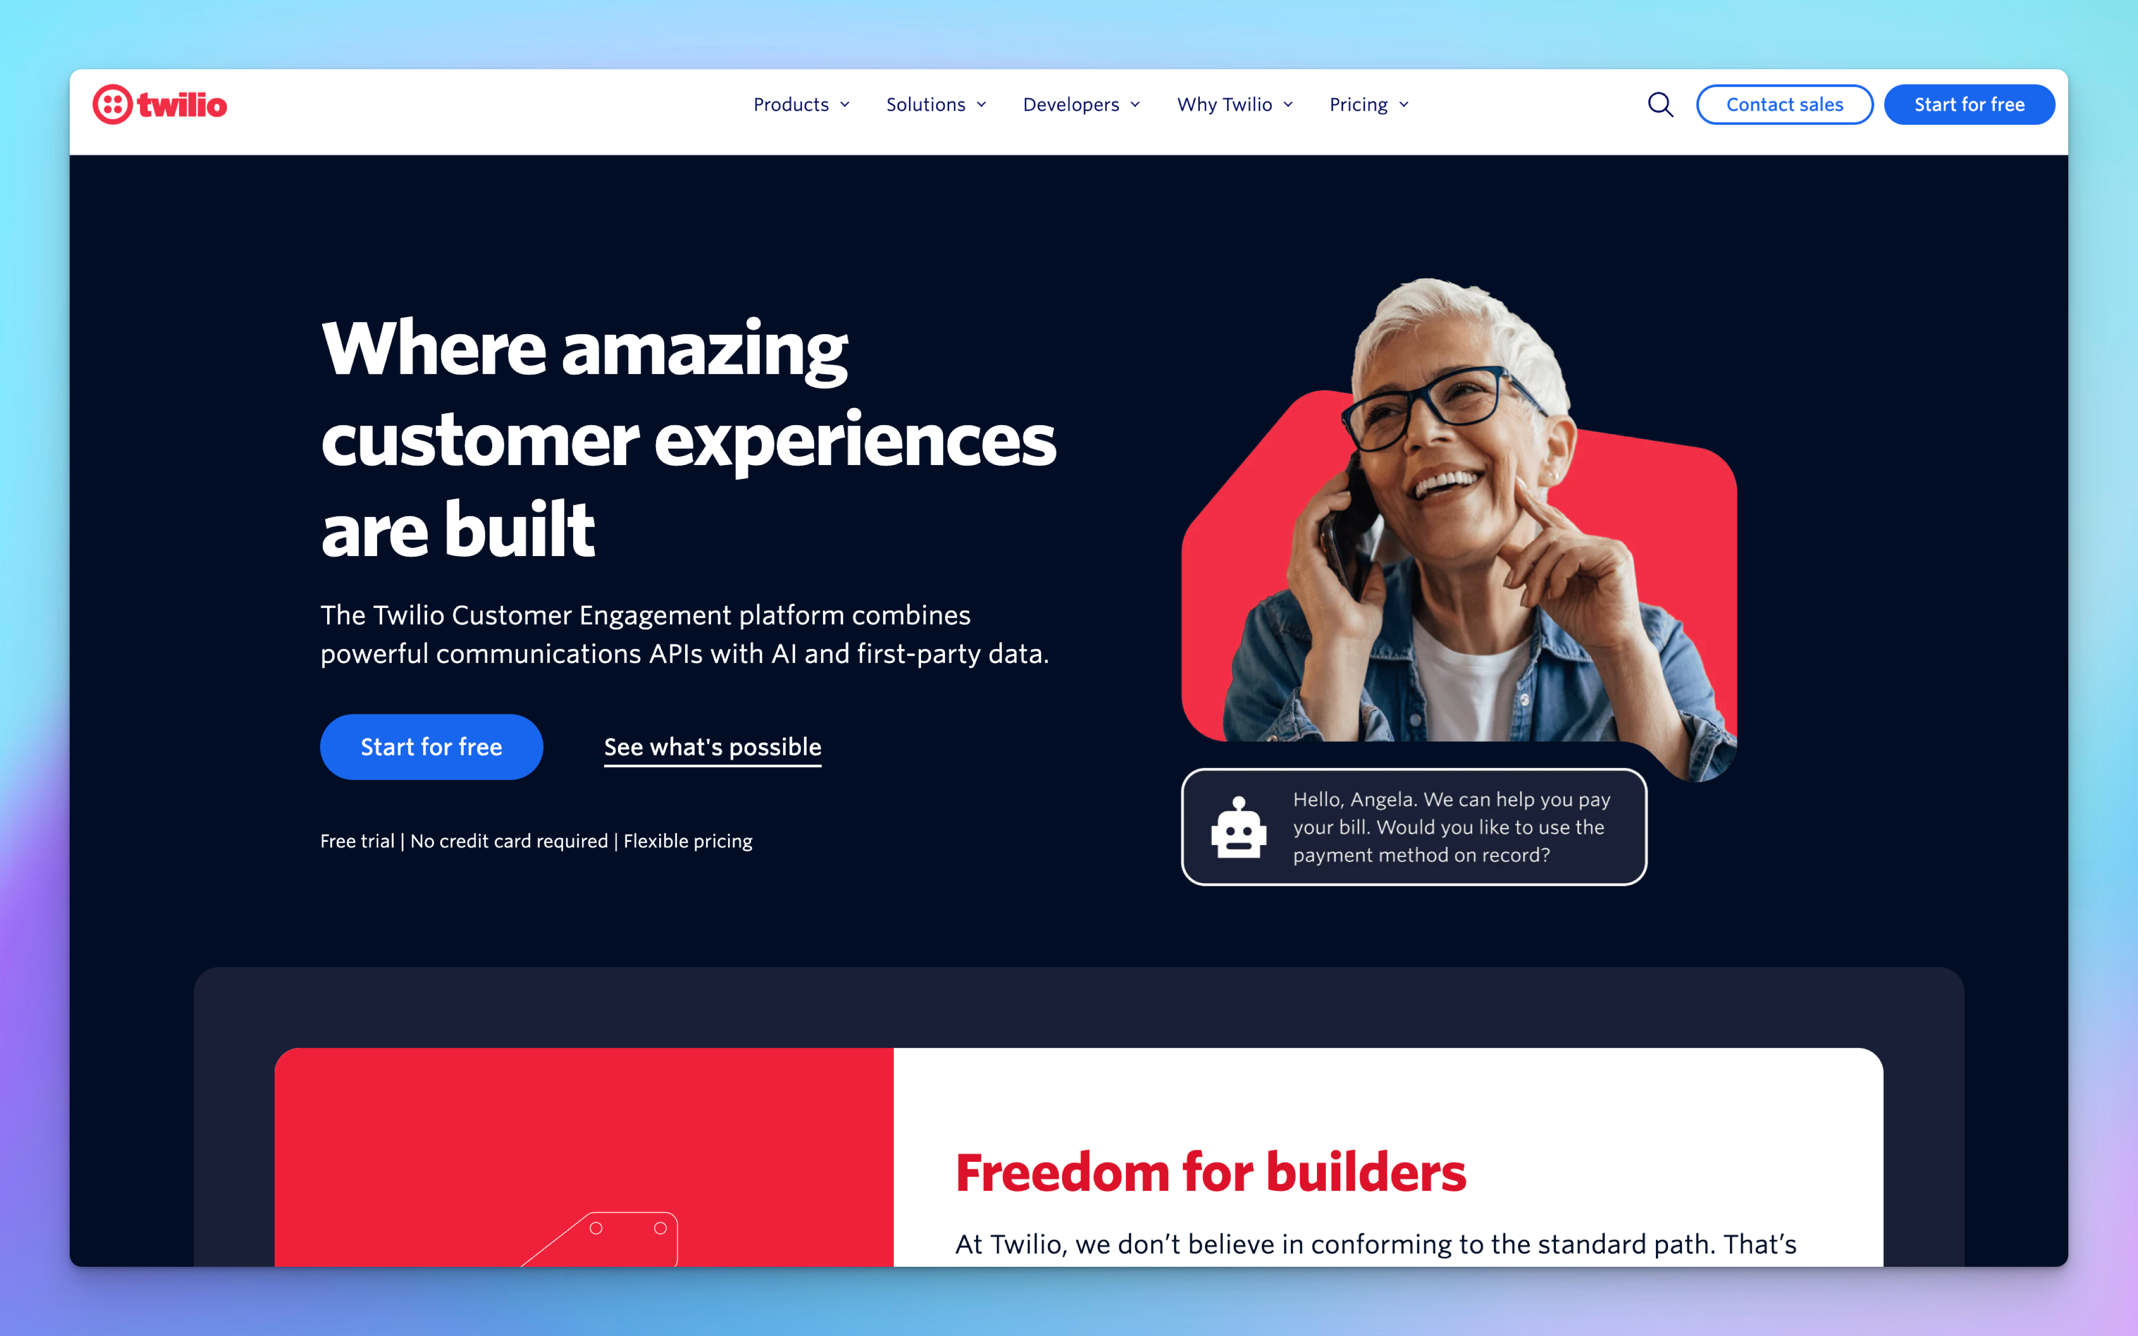 twilio
Products
Solutions
Developers
Why Twilio
Pricing
Contact sales
Start for free
Where amazing
customer experiences
are built
The Twilio Customer Engagement platform combines
powerful communications APIs with AI and first-party data.
Start for free
See what's possible
Free trial | No credit card required | Flexible pricing
Hello, Angela. We can help you pay
your bill. Would you like to use the
payment method on record?
Freedom for builders
At Twilio, we don’t believe in conforming to the standard path. That’s